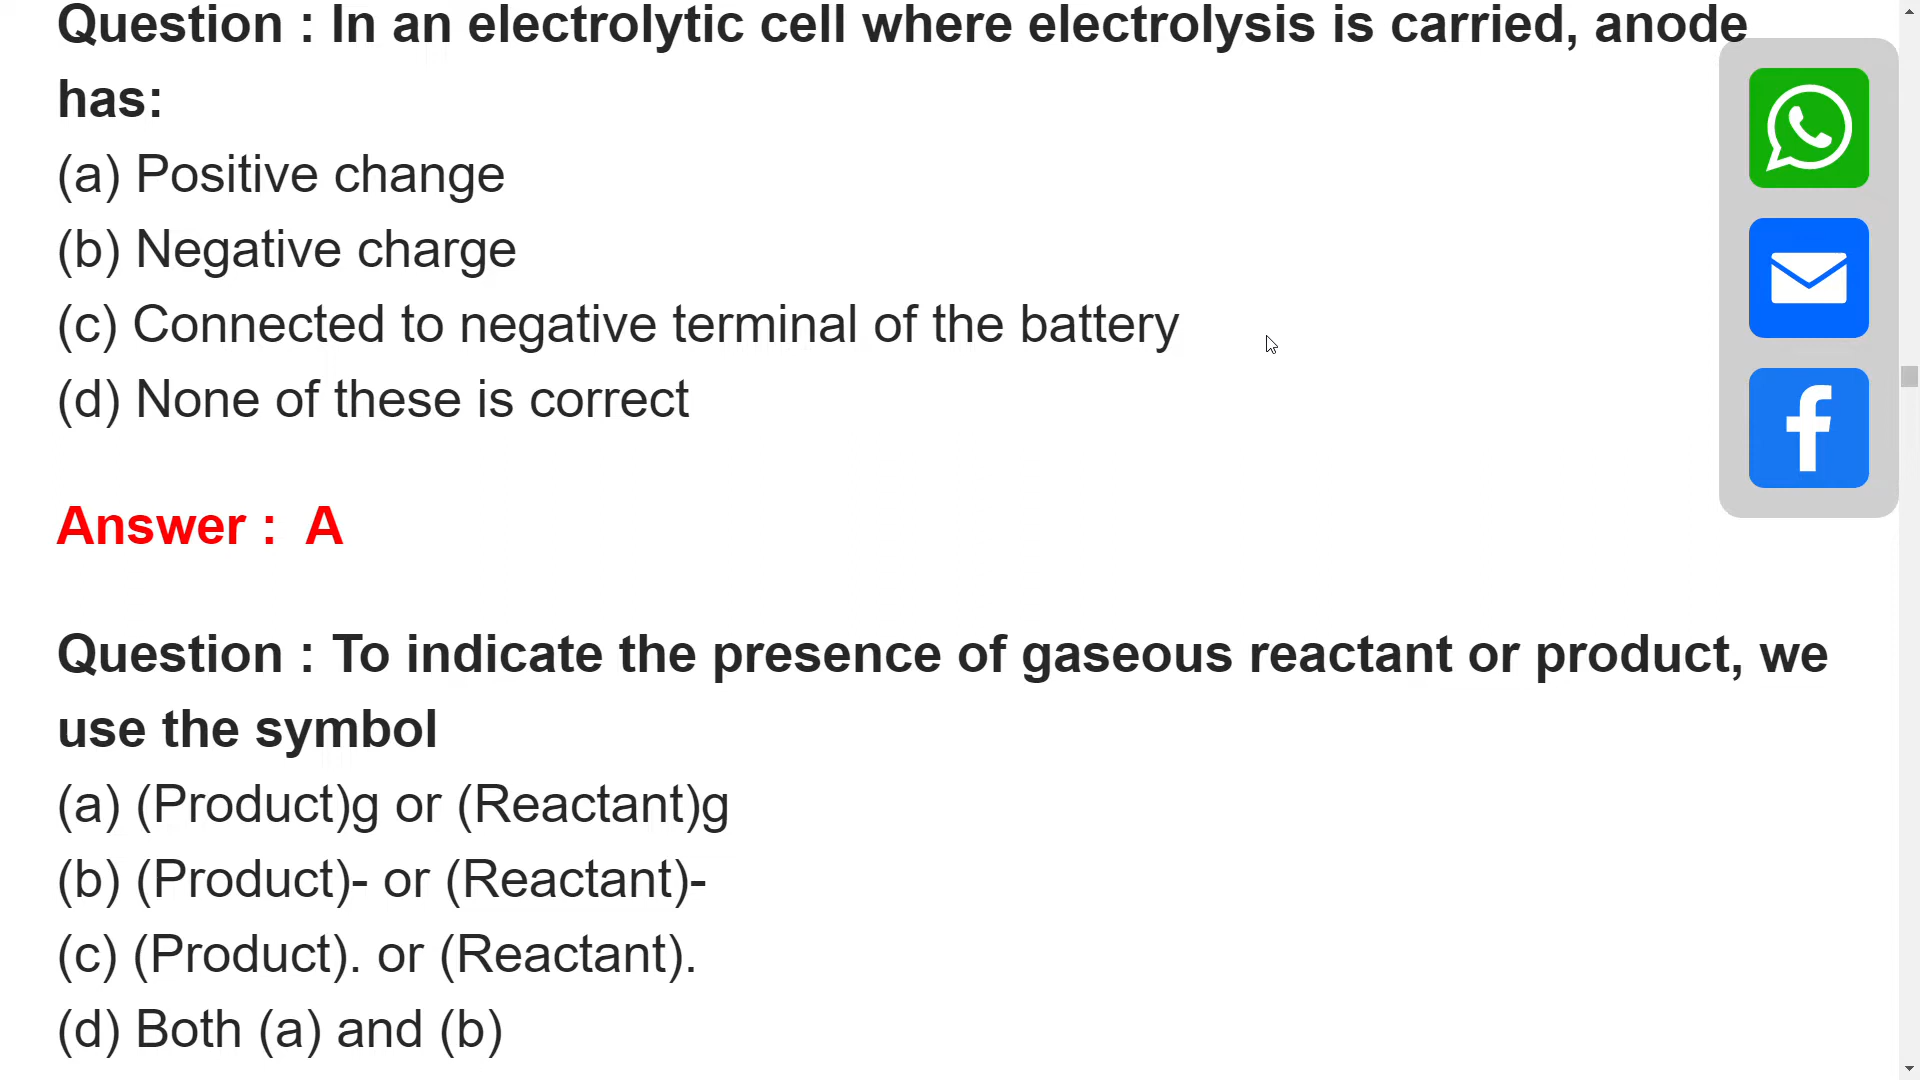 Question : In an electrolytic cell where electrolysis is carried, anode
has:
(a) Positive change
(b) Negative charge
(c) Connected to negative terminal of the battery
(d) None of these is correct
Answer :  A
Question : To indicate the presence of gaseous reactant or product, we
use the symbol
(a) (Product)g or (Reactant)g
(b) (Product)- or (Reactant)-
(c) (Product). or (Reactant).
(d) Both (a) and (b)